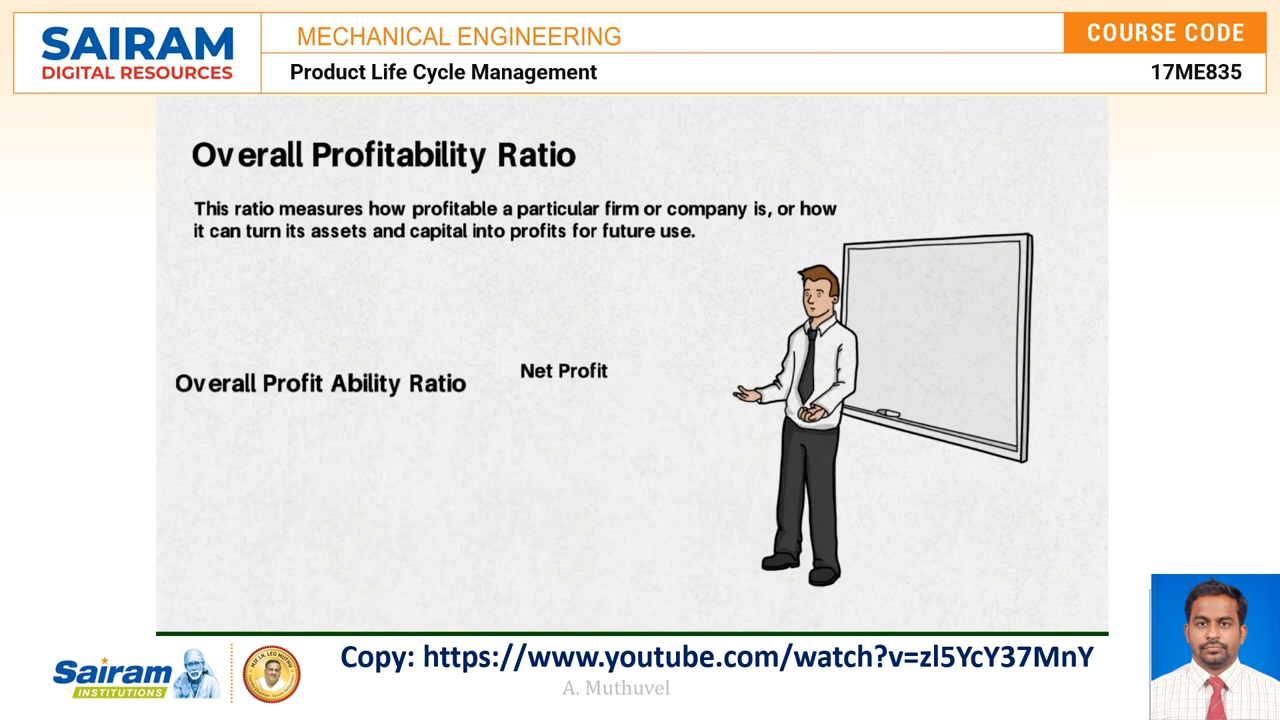 SAIRAM
DIGITAL RESOURCES
MECHANICAL ENGINEERING
COURSE CODE
Product Life Cycle Management
17ME835
Overall Profitability Ratio
This ratio measures how profitable a particular firm or company is, or how
it can turn its assets and capital into profits for future use.
Overall Profit Ability Ratio
Net Profit
Sairam
INSTITUTIONS
Copy: https://www.youtube.com/watch?v=zl5YcY37MnY
A. Muthuvel